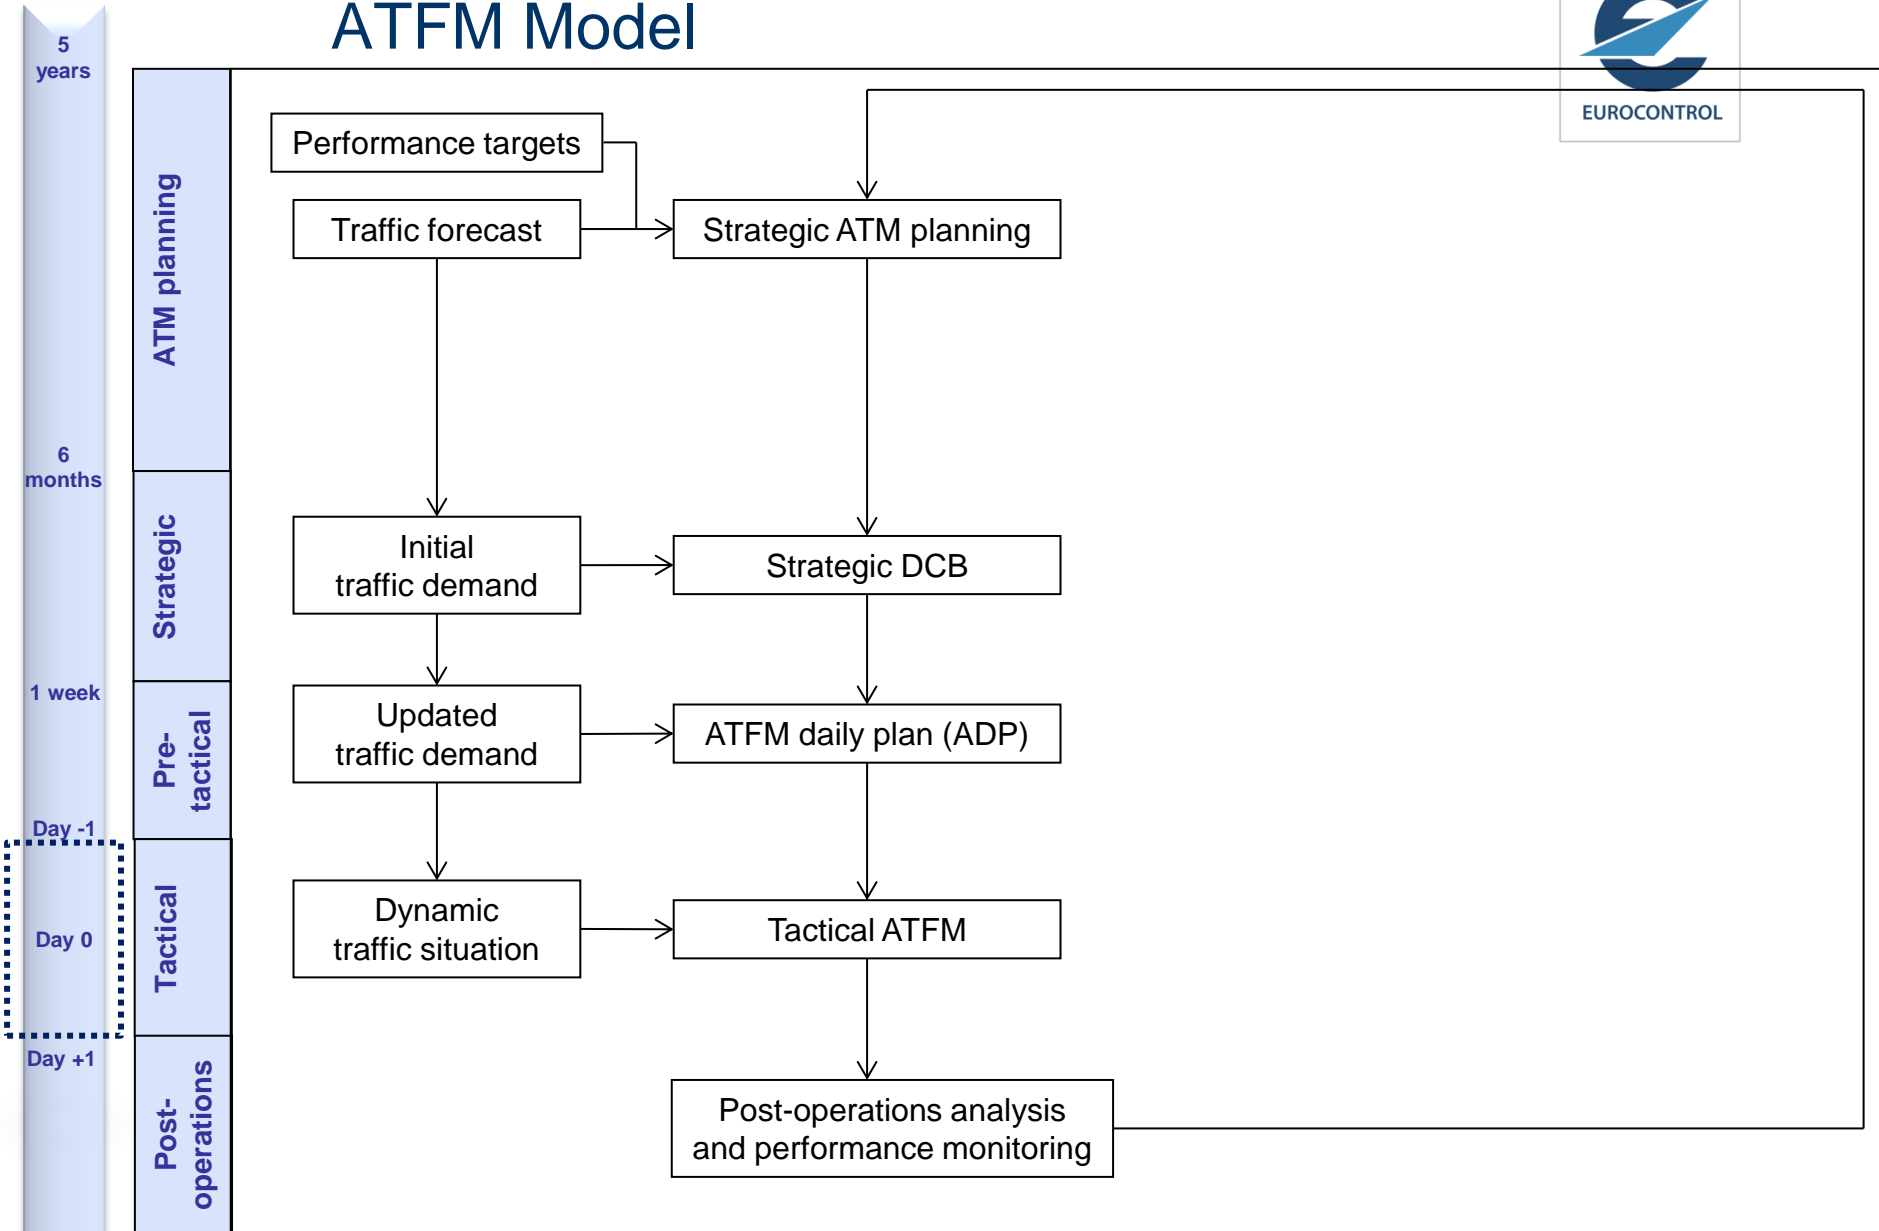 ATFM Model
EUROCONTROL
5
years
6
months
1 week
Day -1
Day 0
Day +1
ATM planning
Performance targets
Traffic forecast
Strategic ATM planning
Strategic
Initial
traffic demand
Strategic DCB
Pre-
tactical
Updated
traffic demand
ATFM daily plan (ADP)
Tactical
Dynamic
traffic situation
Tactical ATFM
Post-
operations
Post-operations analysis
and performance monitoring